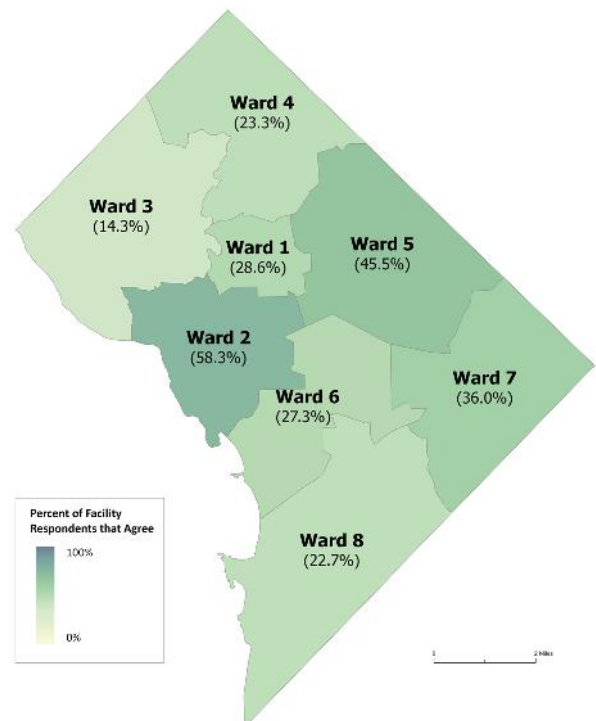 Ward 4
(23.3%)
Ward 3
(14.3%)
Ward 1
(28.6%)
Ward 5
(45.5%)
Ward 2
(58.3%)
Ward 7
(36.0%)
Ward 6
(27.3%)
Ward 8
(22.7%)
Percent of Facility
Respondents that Agree
100%
0%
2 Miles